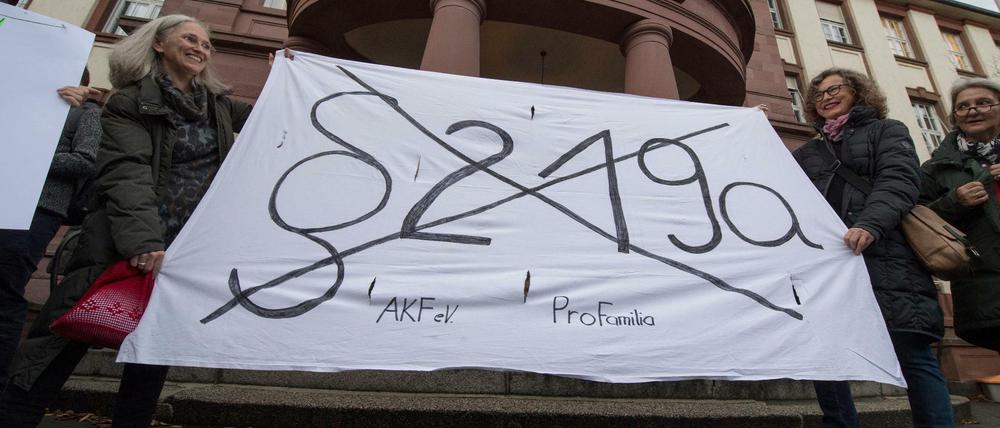 §219a
AKF e.V.
ProFamilia